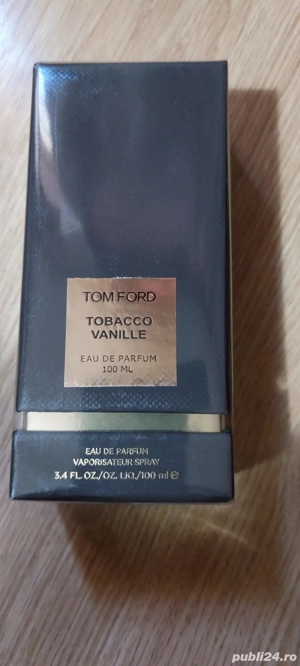 TOM FORD
TOBACCO
VANILLE
EAU DE PARFUM
100 ML
EAU DE PARFUM
VAPORISATEUR SPRAY
3.4 FL. OZ./OZ. LIQ./100 ml ℮
publi24.ro